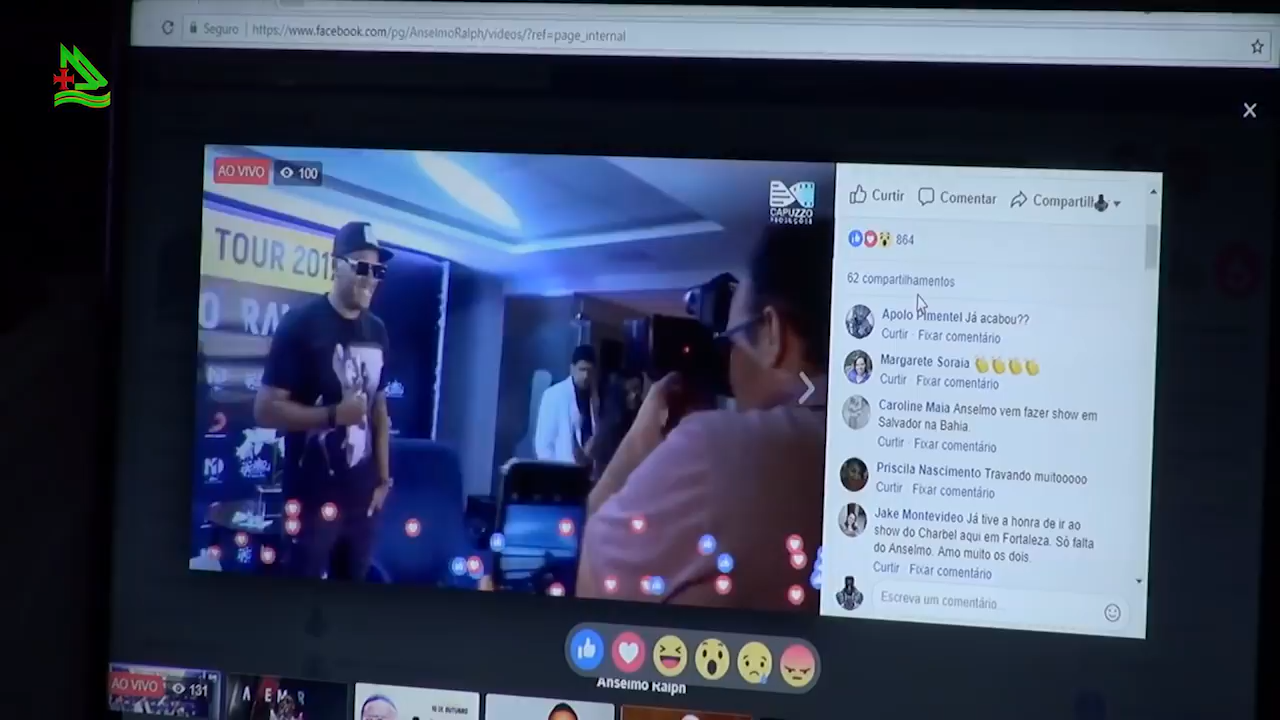 Seguro
https://www.facebook.com/pg/AnselmoRalph/videos/?ref=page_internal
AO VIVO
100
CAPUZZO
TOUR 201
Curtir
Comentar
Compartil
864
62 compartilhamentos
Apolo Pimentel Já acabou??
Curtir · Fixar comentário
Margarete Soraia 👏👏👏👏
Curtir · Fixar comentário
Caroline Maia Anselmo vem fazer show em
Salvador na Bahia.
Curtir · Fixar comentário
Priscila Nascimento Travando muitoooo
Curtir · Fixar comentário
Jake Montevideo Já tive a honra de ir ao
show do Charbel aqui em Fortaleza. Só falta
do Anselmo. Amo muito os dois.
Curtir · Fixar comentário
Escreva um comentário...
Anselmo Ralph
AO VIVO
131